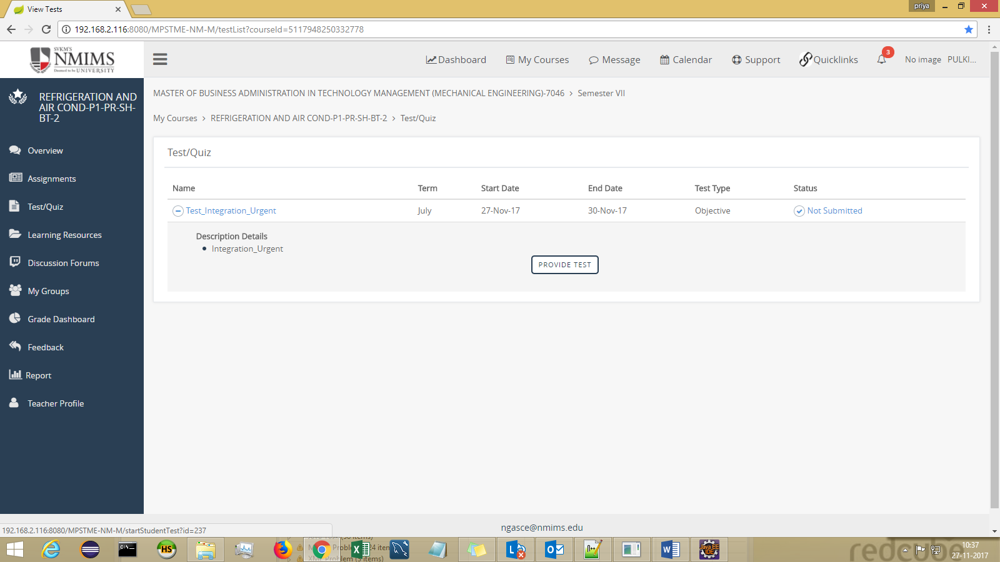 View Tests
priya
192.168.2.116:8080/MPSTME-NM-M/testList?courseId=5117948250332778
SVKM'S
NMIMS
Deemed to be UNIVERSITY
Dashboard
My Courses
Message
Calendar
Support
Quicklinks
3
No image
PULKI...
REFRIGERATION AND
AIR COND-P1-PR-SH-
BT-2
Overview
Assignments
Test/Quiz
Learning Resources
Discussion Forums
My Groups
Grade Dashboard
Feedback
Report
Teacher Profile
MASTER OF BUSINESS ADMINISTRATION IN TECHNOLOGY MANAGEMENT (MECHANICAL ENGINEERING)-7046 > Semester VII
My Courses > REFRIGERATION AND AIR COND-P1-PR-SH-BT-2 > Test/Quiz
Test/Quiz
Name Term Start Date End Date Test Type Status
Test_Integration_Urgent July 27-Nov-17 30-Nov-17 Objective Not Submitted
Description Details
Integration_Urgent
PROVIDE TEST
ngasce@nmims.edu
192.168.2.116:8080/MPSTME-NM-M/startStudentTest?id=237
HS
Java EE
IDE
redcube
10:37
27-11-2017